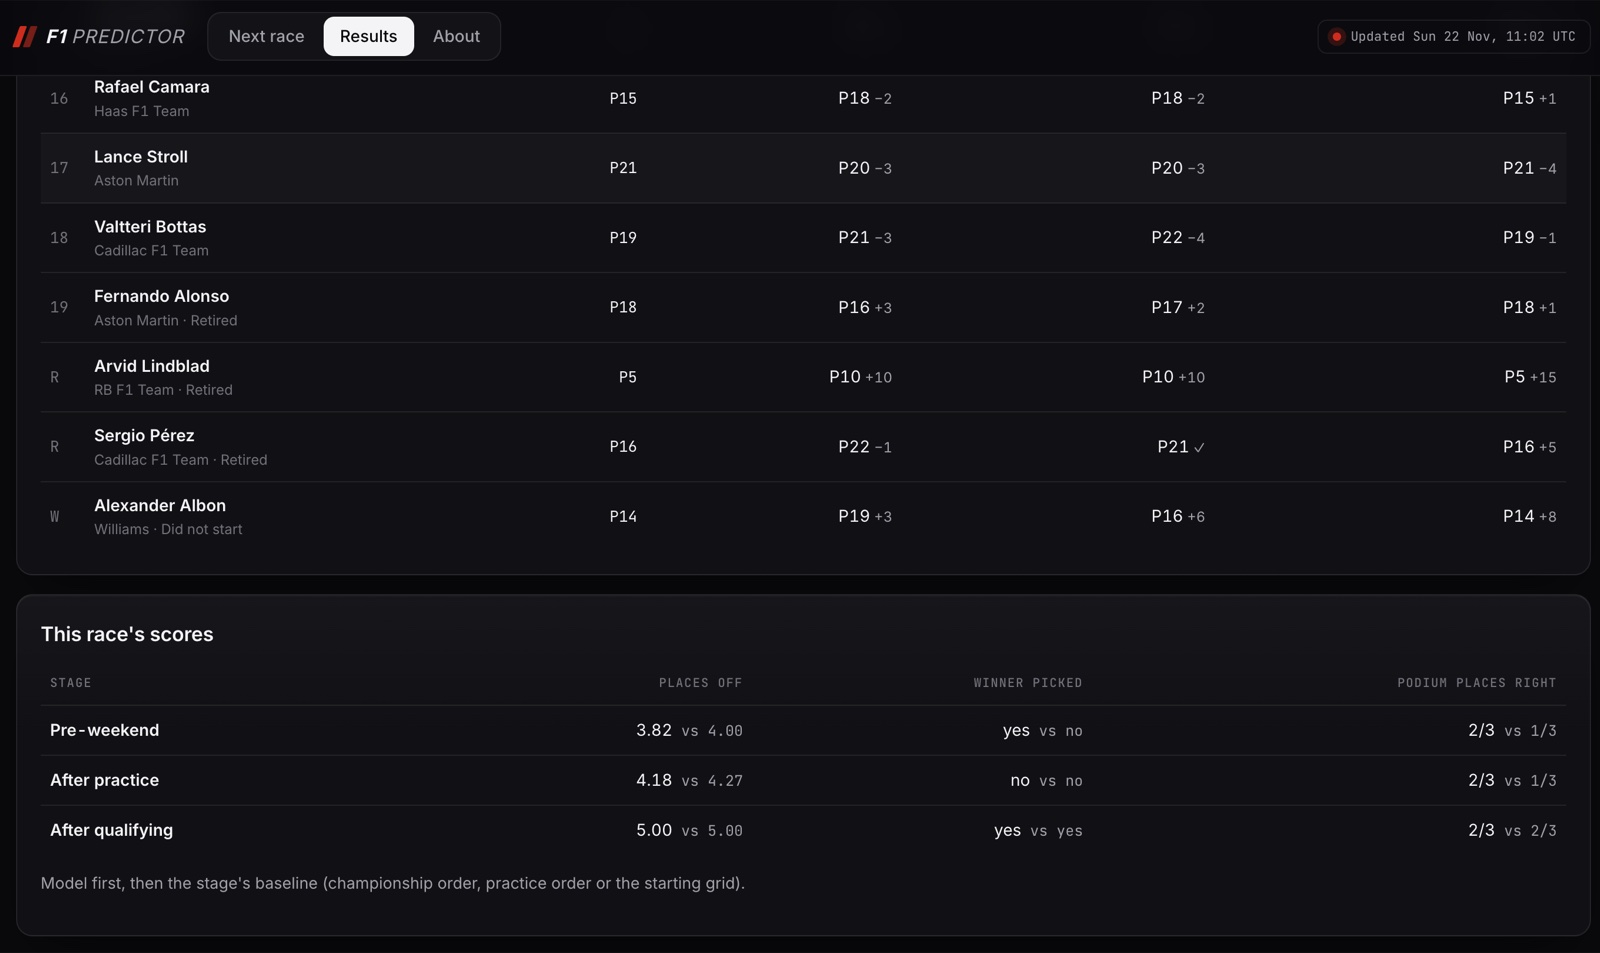 F1 PREDICTOR Next race Results About Updated Sun 22 Nov, 11:02 UTC
16 Rafael Camara P15 P18 −2 P18 −2 P15 +1
Haas F1 Team
17 Lance Stroll P21 P20 −3 P20 −3 P21 −4
Aston Martin
18 Valtteri Bottas P19 P21 −3 P22 −4 P19 −1
Cadillac F1 Team
19 Fernando Alonso P18 P16 +3 P17 +2 P18 +1
Aston Martin · Retired
R Arvid Lindblad P5 P10 +10 P10 +10 P5 +15
RB F1 Team · Retired
R Sergio Pérez P16 P22 −1 P21 ✓ P16 +5
Cadillac F1 Team · Retired
W Alexander Albon P14 P19 +3 P16 +6 P14 +8
Williams · Did not start
This race's scores
STAGE PLACES OFF WINNER PICKED PODIUM PLACES RIGHT
Pre-weekend 3.82 vs 4.00 yes vs no 2/3 vs 1/3
After practice 4.18 vs 4.27 no vs no 2/3 vs 1/3
After qualifying 5.00 vs 5.00 yes vs yes 2/3 vs 2/3
Model first, then the stage's baseline (championship order, practice order or the starting grid).